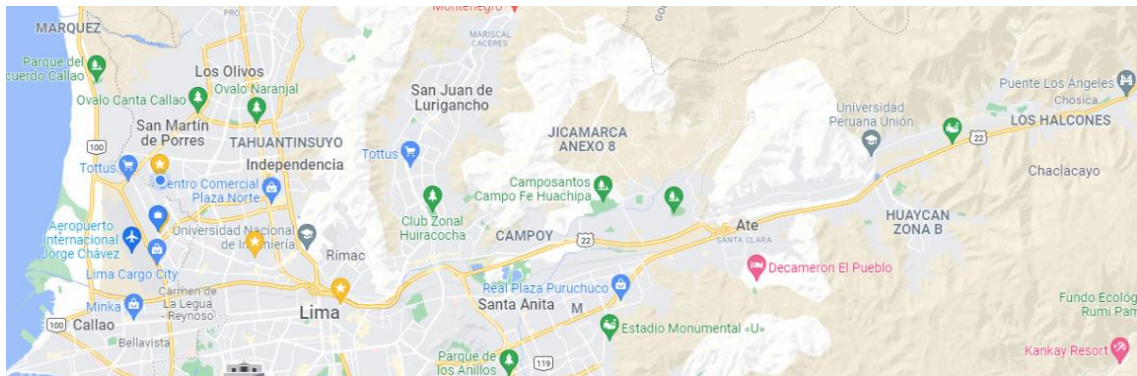 Montenegro
PRO
MARISCAL
CACERES
MARQUEZ
Parque del
cuerdo Callao
Los Olivos
Ovalo Canta Callao
Ovalo Naranjal
San Juan de
Lurigancho
Puente Los Angeles
Chosica
LOS HALCONES
Universidad
Peruana Unión
22
San Martín
de Porres
TAHUANTINSUYO
JICAMARCA
ANEXO 8
100
Independencia
Tottus
Tottus
Chaclacayo
Centro Comercial
Plaza Norte
Camposantos
Campo Fe Huachipa
Club Zonal
Huiracocha
HUAYCAN
ZONA B
Aeropuerto
Internacional
Jorge Chávez
Universidad Nacional
de Ingeniería
CAMPOY
22
Ate
SANTA CLARA
Rímac
Lima Cargo City
Decameron El Pueblo
Carmen de
La Legua
- Reynoso
Real Plaza Puruchuco
Minka
Lima
Santa Anita
M
Fundo Ecológ
Rumi Pam
100
Callao
Bellavista
Estadio Monumental «U»
Parque de
los Anillos
119
Kankay Resort